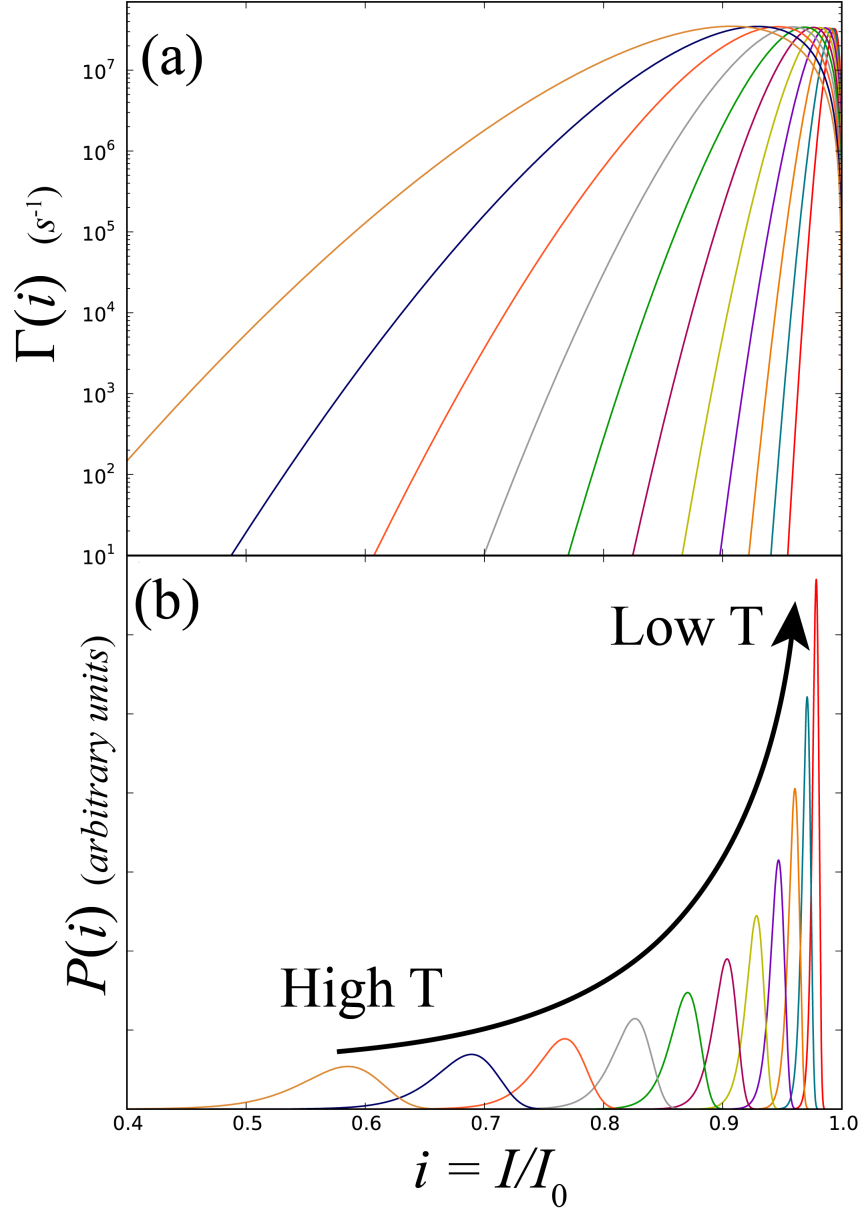 (a)
10⁷
10⁶
10⁵
10⁴
10³
10²
10¹
Γ(i) (s⁻¹)
(b)
Low T
High T
P(i) (arbitrary units)
0.4 0.5 0.6 0.7 0.8 0.9 1.0
i = I/I₀